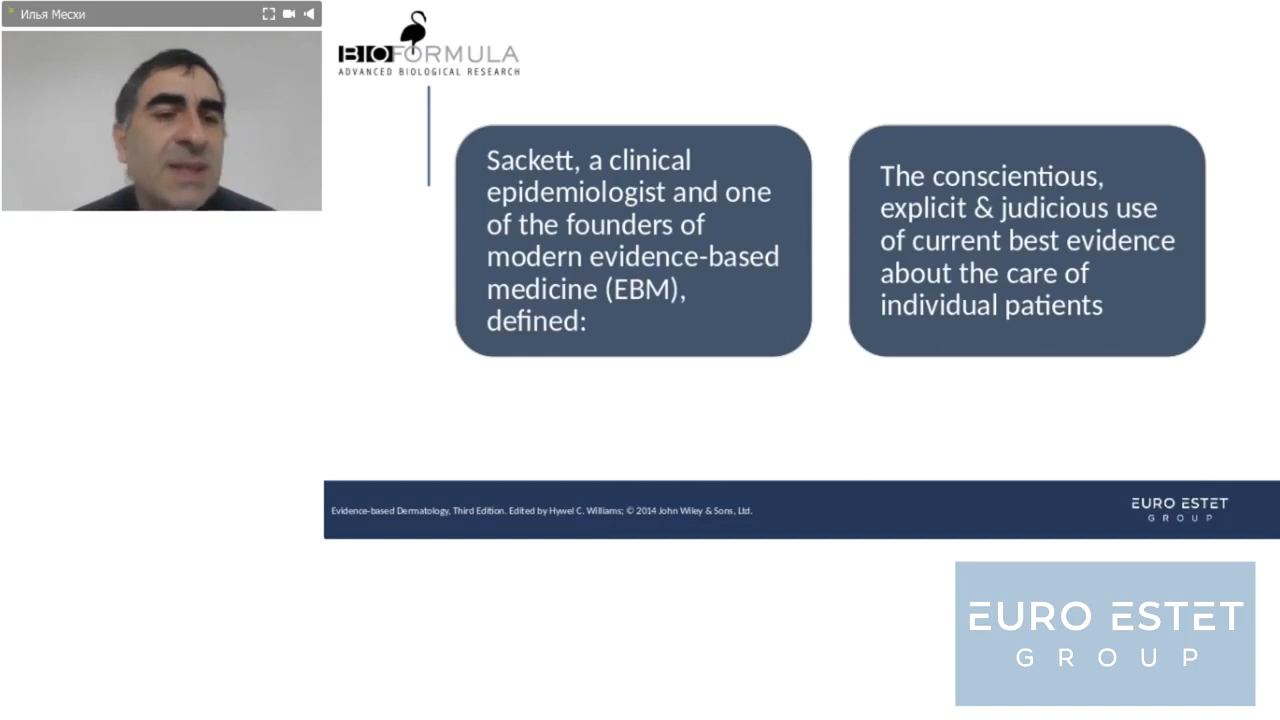 Илья Месхи
BIOFORMULA
ADVANCED BIOLOGICAL RESEARCH
Sackett, a clinical
epidemiologist and one
of the founders of
modern evidence-based
medicine (EBM),
defined:
The conscientious,
explicit & judicious use
of current best evidence
about the care of
individual patients
Evidence-based Dermatology, Third Edition. Edited by Hywel C. Williams; © 2014 John Wiley & Sons, Ltd.
EURO ESTET
GROUP
EURO ESTET
GROUP